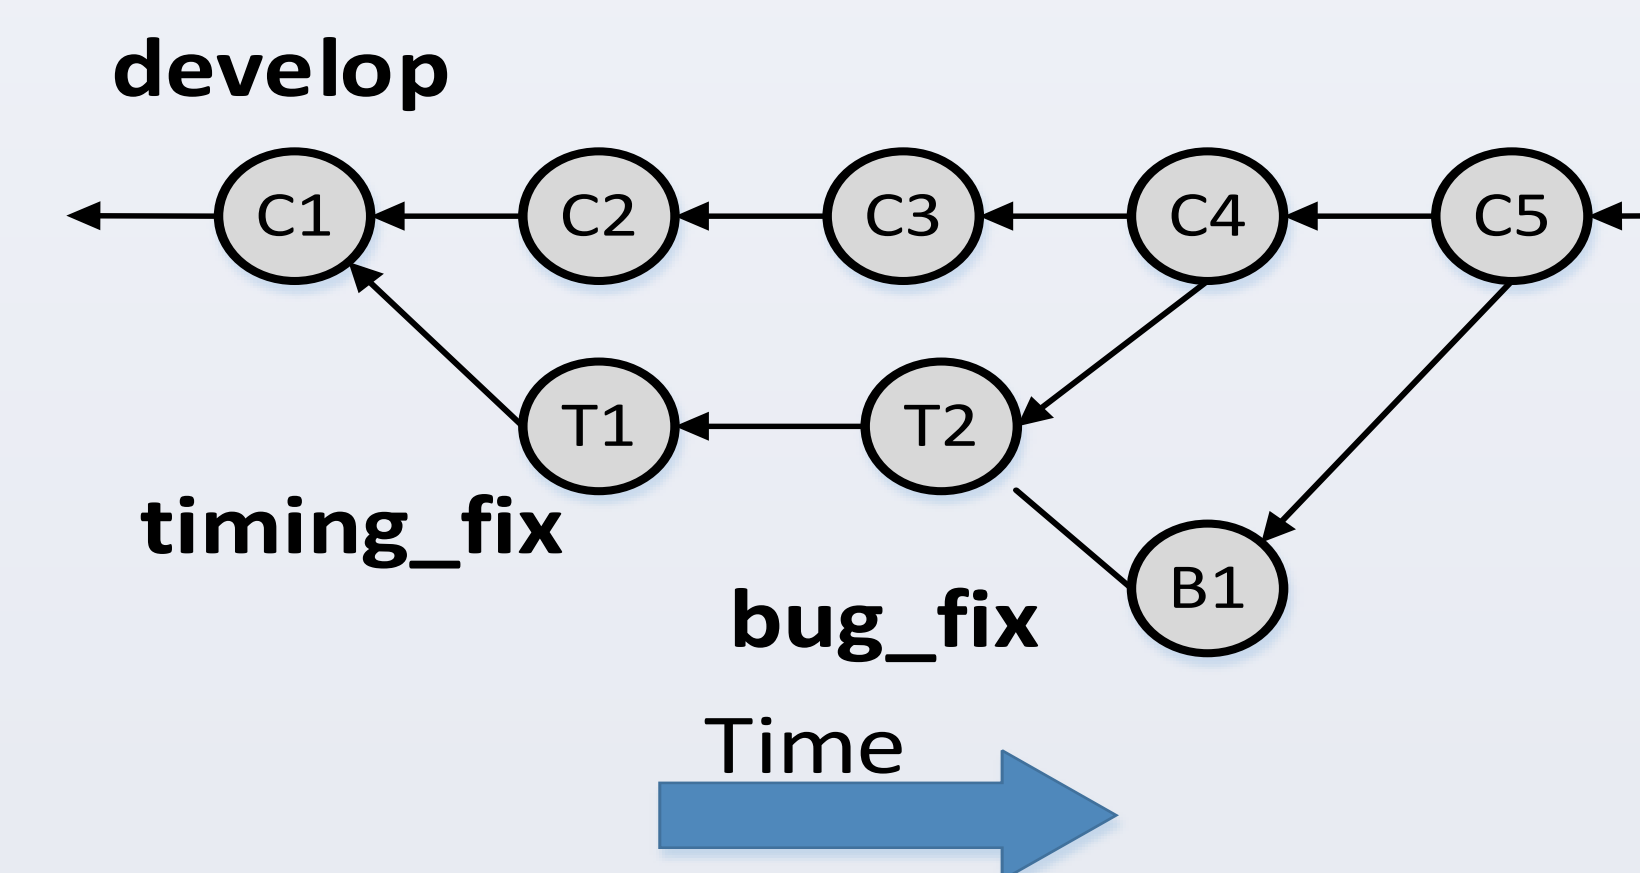 develop
C1 C2 C3 C4 C5
T1 T2
timing_fix
B1
bug_fix
Time